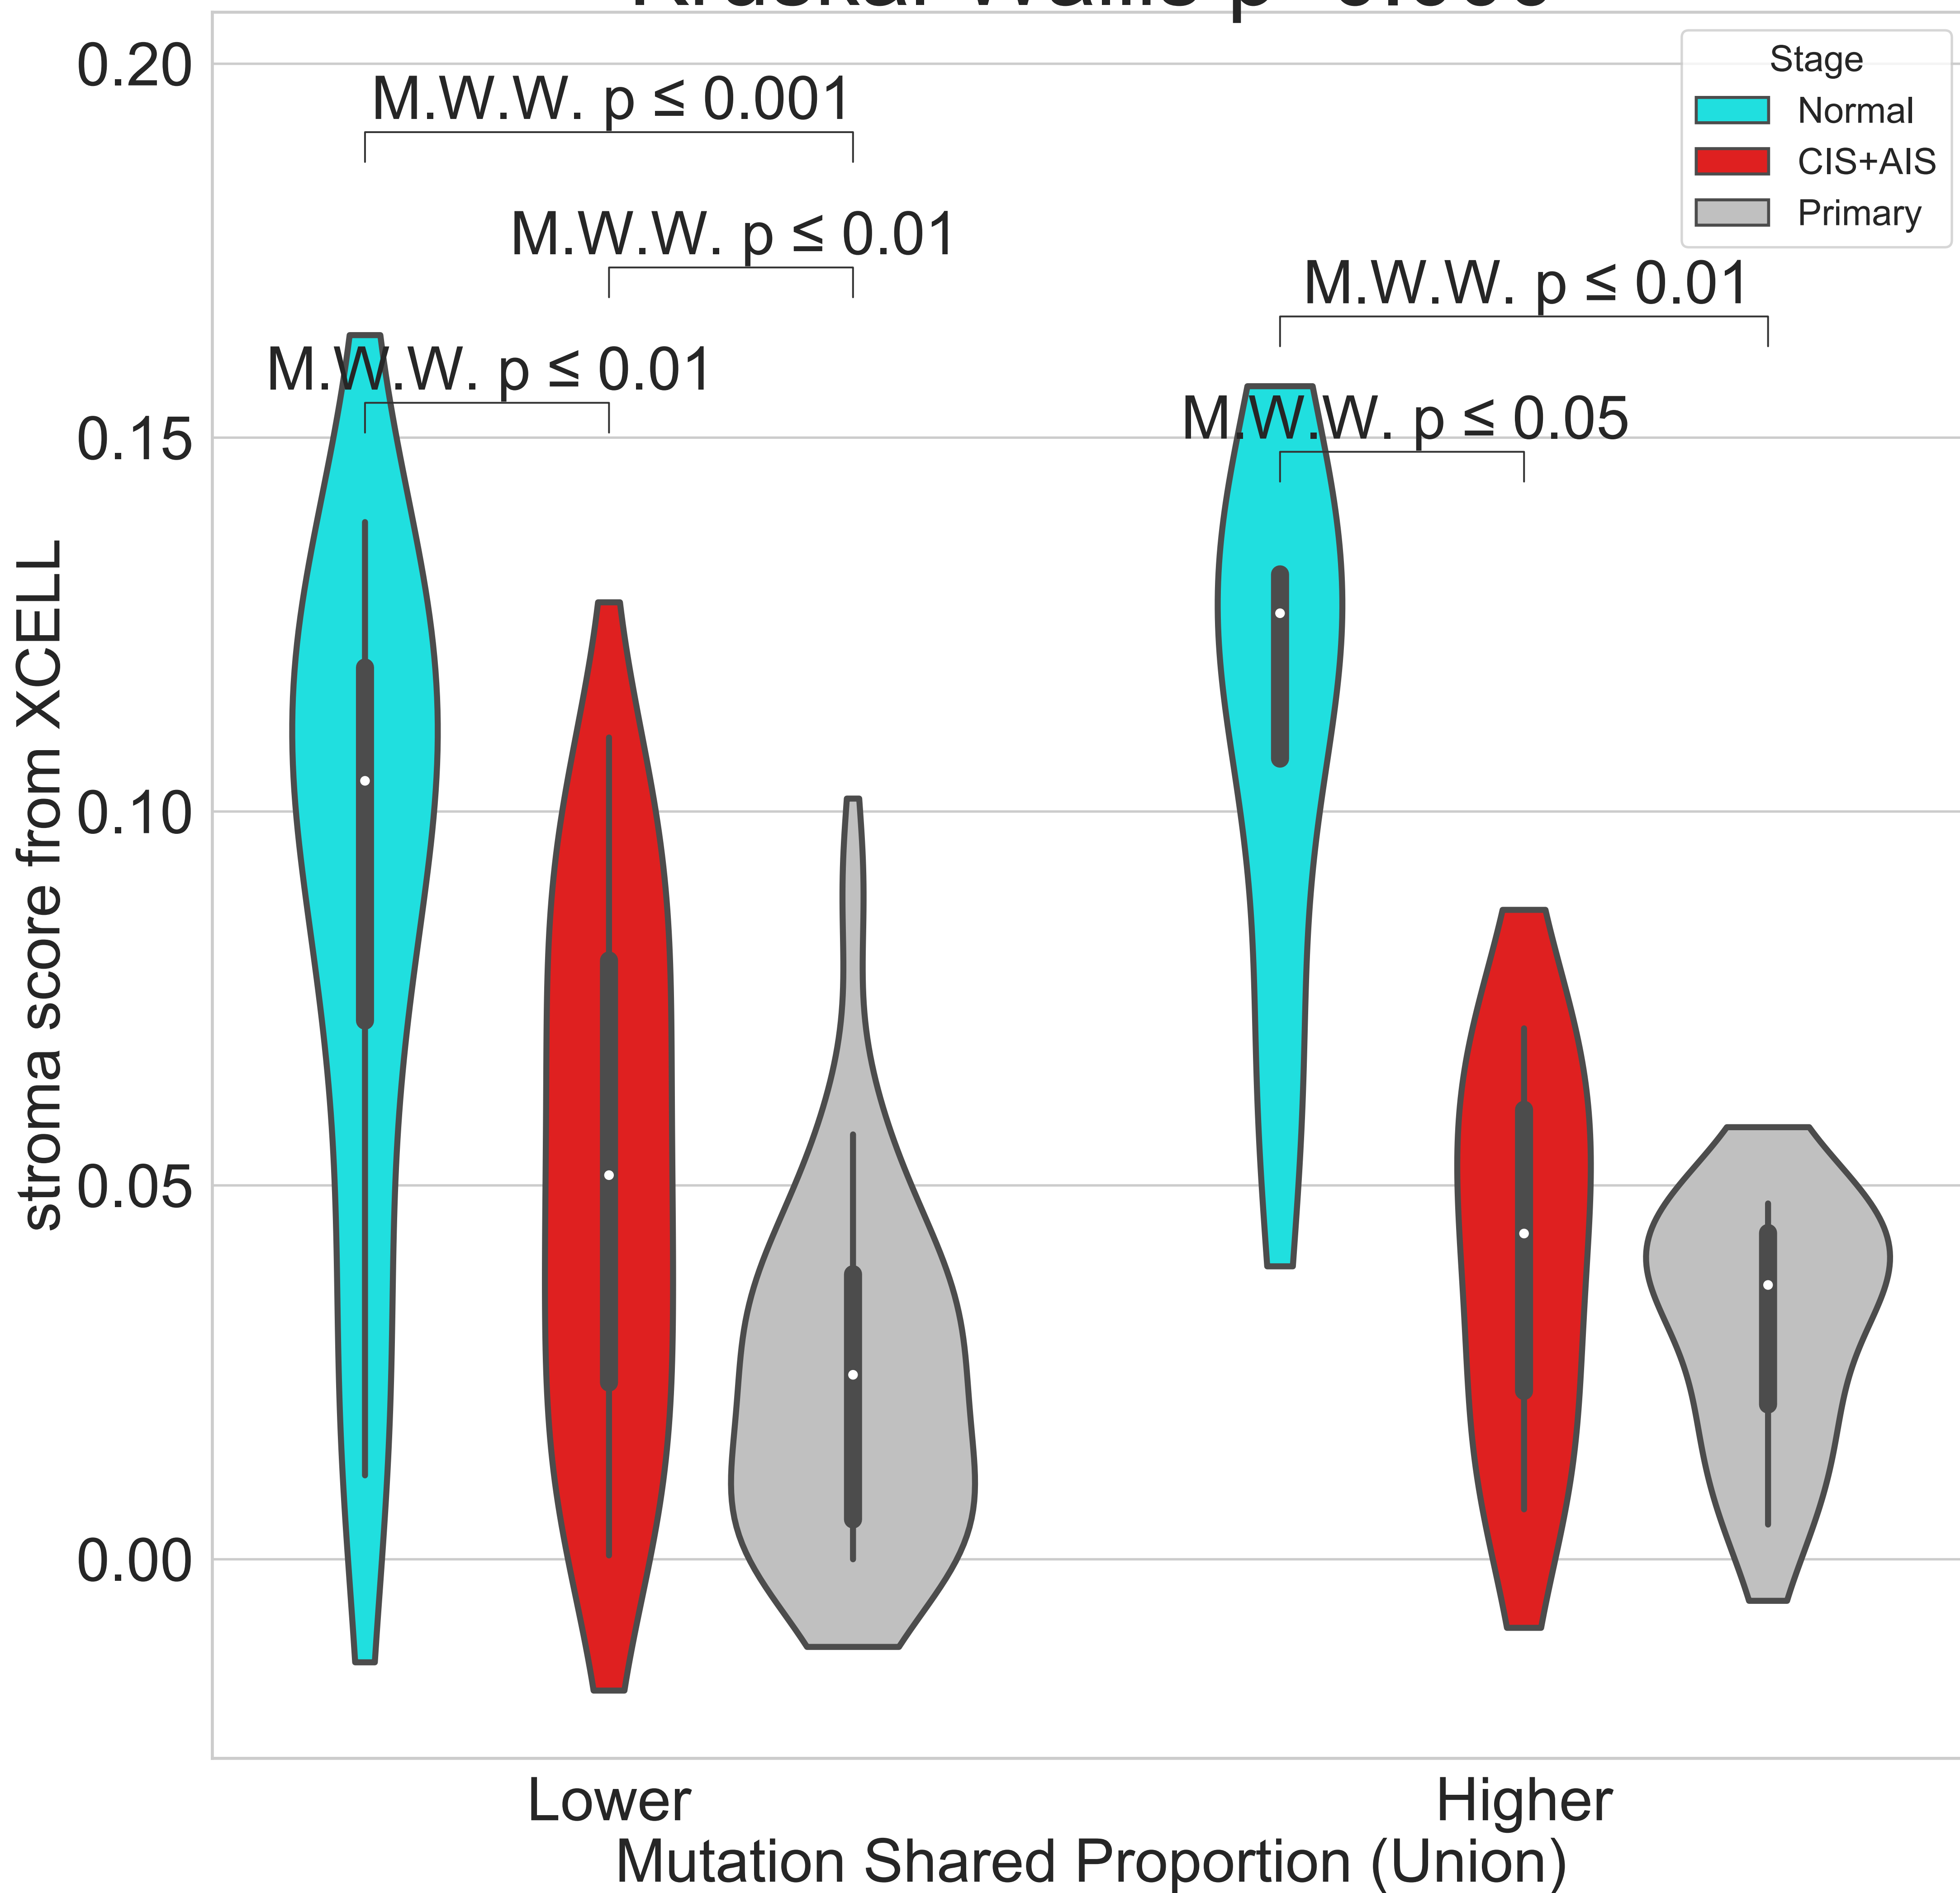 0.20
0.15
0.10
0.05
0.00
stroma score from XCELL
M.W.W. p ≤ 0.001
M.W.W. p ≤ 0.01
M.W.W. p ≤ 0.01
M.W.W. p ≤ 0.01
M.W.W. p ≤ 0.05
Stage
Normal
CIS+AIS
Primary
Lower
Higher
Mutation Shared Proportion (Union)